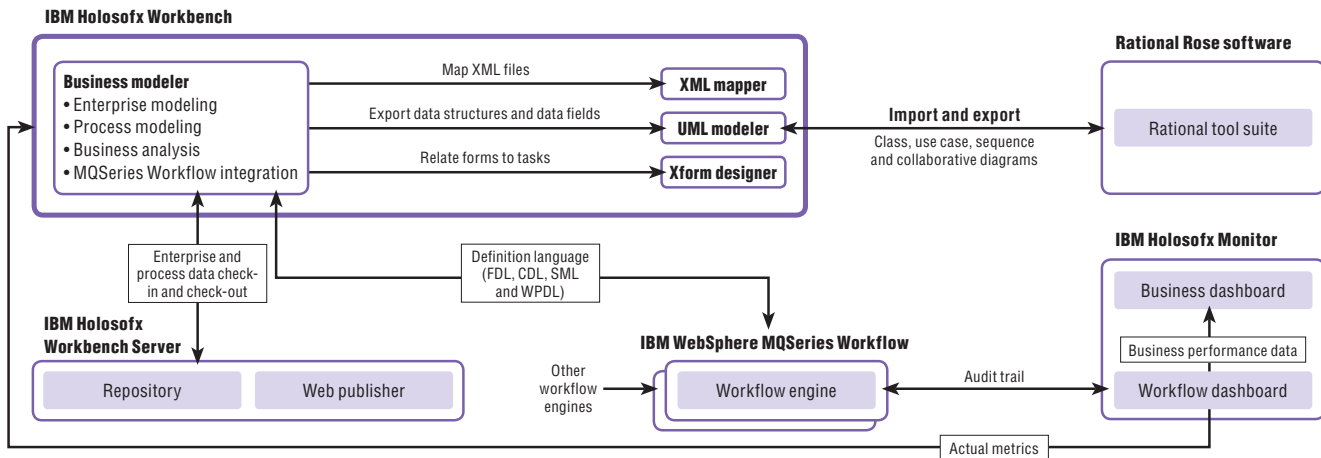 IBM Holosofx Workbench
Business modeler
• Enterprise modeling
• Process modeling
• Business analysis
• MQSeries Workflow integration
Map XML files
XML mapper
Export data structures and data fields
UML modeler
Relate forms to tasks
Xform designer
Import and export
Class, use case, sequence
and collaborative diagrams
Rational Rose software
Rational tool suite
Enterprise and
process data check-
in and check-out
Definition language
(FDL, CDL, SML
and WPDL)
IBM Holosofx
Workbench Server
Repository
Web publisher
IBM WebSphere MQSeries Workflow
Other
workflow
engines
Workflow engine
Audit trail
IBM Holosofx Monitor
Business dashboard
Business performance data
Workflow dashboard
Actual metrics